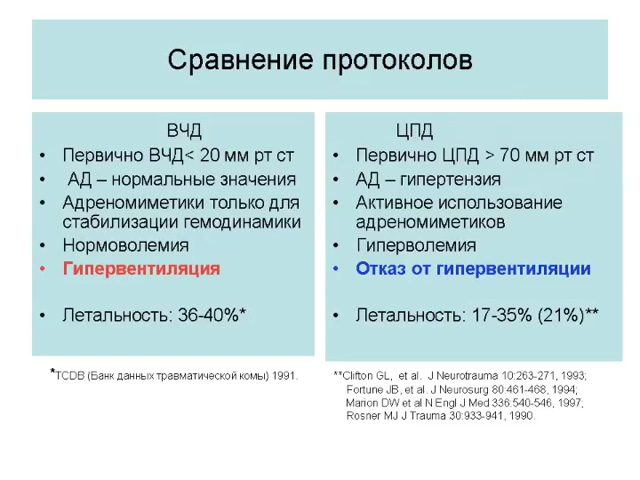 Сравнение протоколов
ВЧД
• Первично ВЧД< 20 мм рт ст
• АД – нормальные значения
• Адреномиметики только для
стабилизации гемодинамики
• Нормоволемия
• Гипервентиляция
• Летальность: 36-40%*
*TCDB (Банк данных травматической комы) 1991.
ЦПД
• Первично ЦПД > 70 мм рт ст
• АД – гипертензия
• Активное использование
адреномиметиков
• Гиперволемия
• Отказ от гипервентиляции
• Летальность: 17-35% (21%)**
**Clifton GL, et al. J Neurotrauma 10:263-271, 1993;
Fortune JB, et al. J Neurosurg 80:461-468, 1994;
Marion DW et al N Engl J Med 336:540-546, 1997;
Rosner MJ J Trauma 30:933-941, 1990.